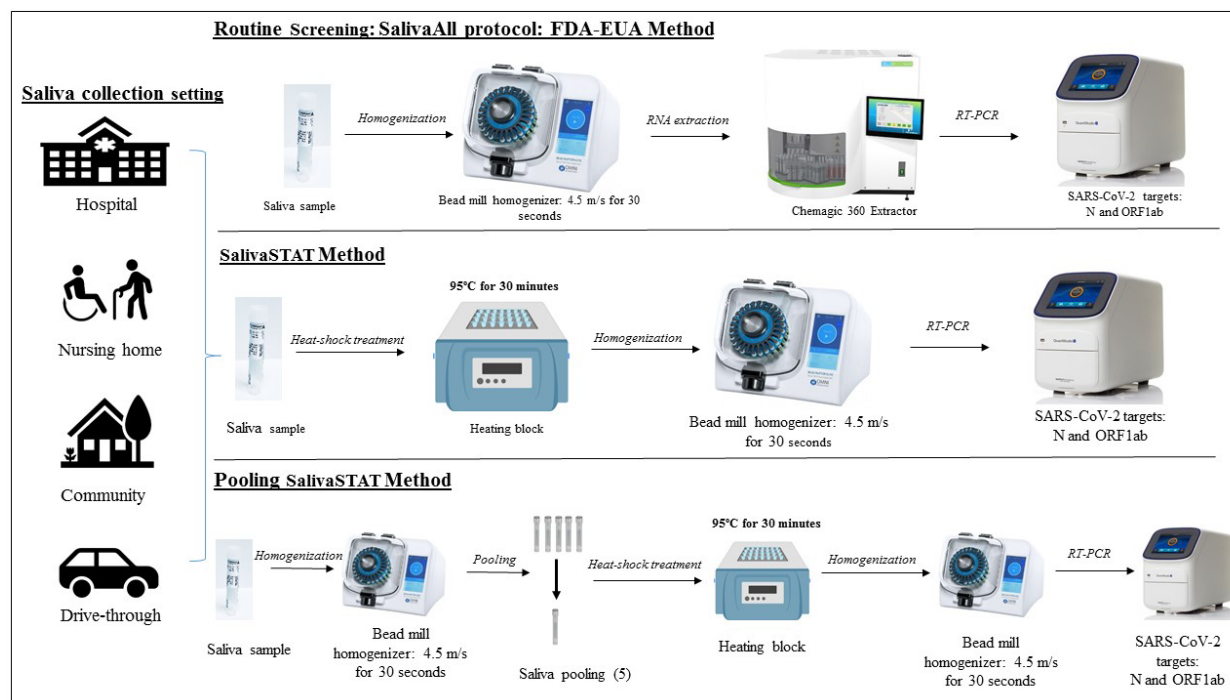 Routine Screening: SalivaAll protocol: FDA-EUA Method
Saliva collection setting
Hospital
Nursing home
Community
Drive-through
Saliva sample
Homogenization
Bead mill homogenizer: 4.5 m/s for 30
seconds
RNA extraction
Chemagic 360 Extractor
RT-PCR
SARS-CoV-2 targets:
N and ORF1ab
SalivaSTAT Method
Saliva sample
Heat-shock treatment
95°C for 30 minutes
Heating block
Homogenization
Bead mill homogenizer: 4.5 m/s
for 30 seconds
RT-PCR
SARS-CoV-2 targets:
N and ORF1ab
Pooling SalivaSTAT Method
Saliva sample
Homogenization
Bead mill
homogenizer: 4.5 m/s
for 30 seconds
Pooling
Saliva pooling (5)
Heat-shock treatment
95°C for 30 minutes
Heating block
Homogenization
Bead mill
homogenizer: 4.5 m/s
for 30 seconds
RT-PCR
SARS-CoV-2
targets:
N and ORF1ab